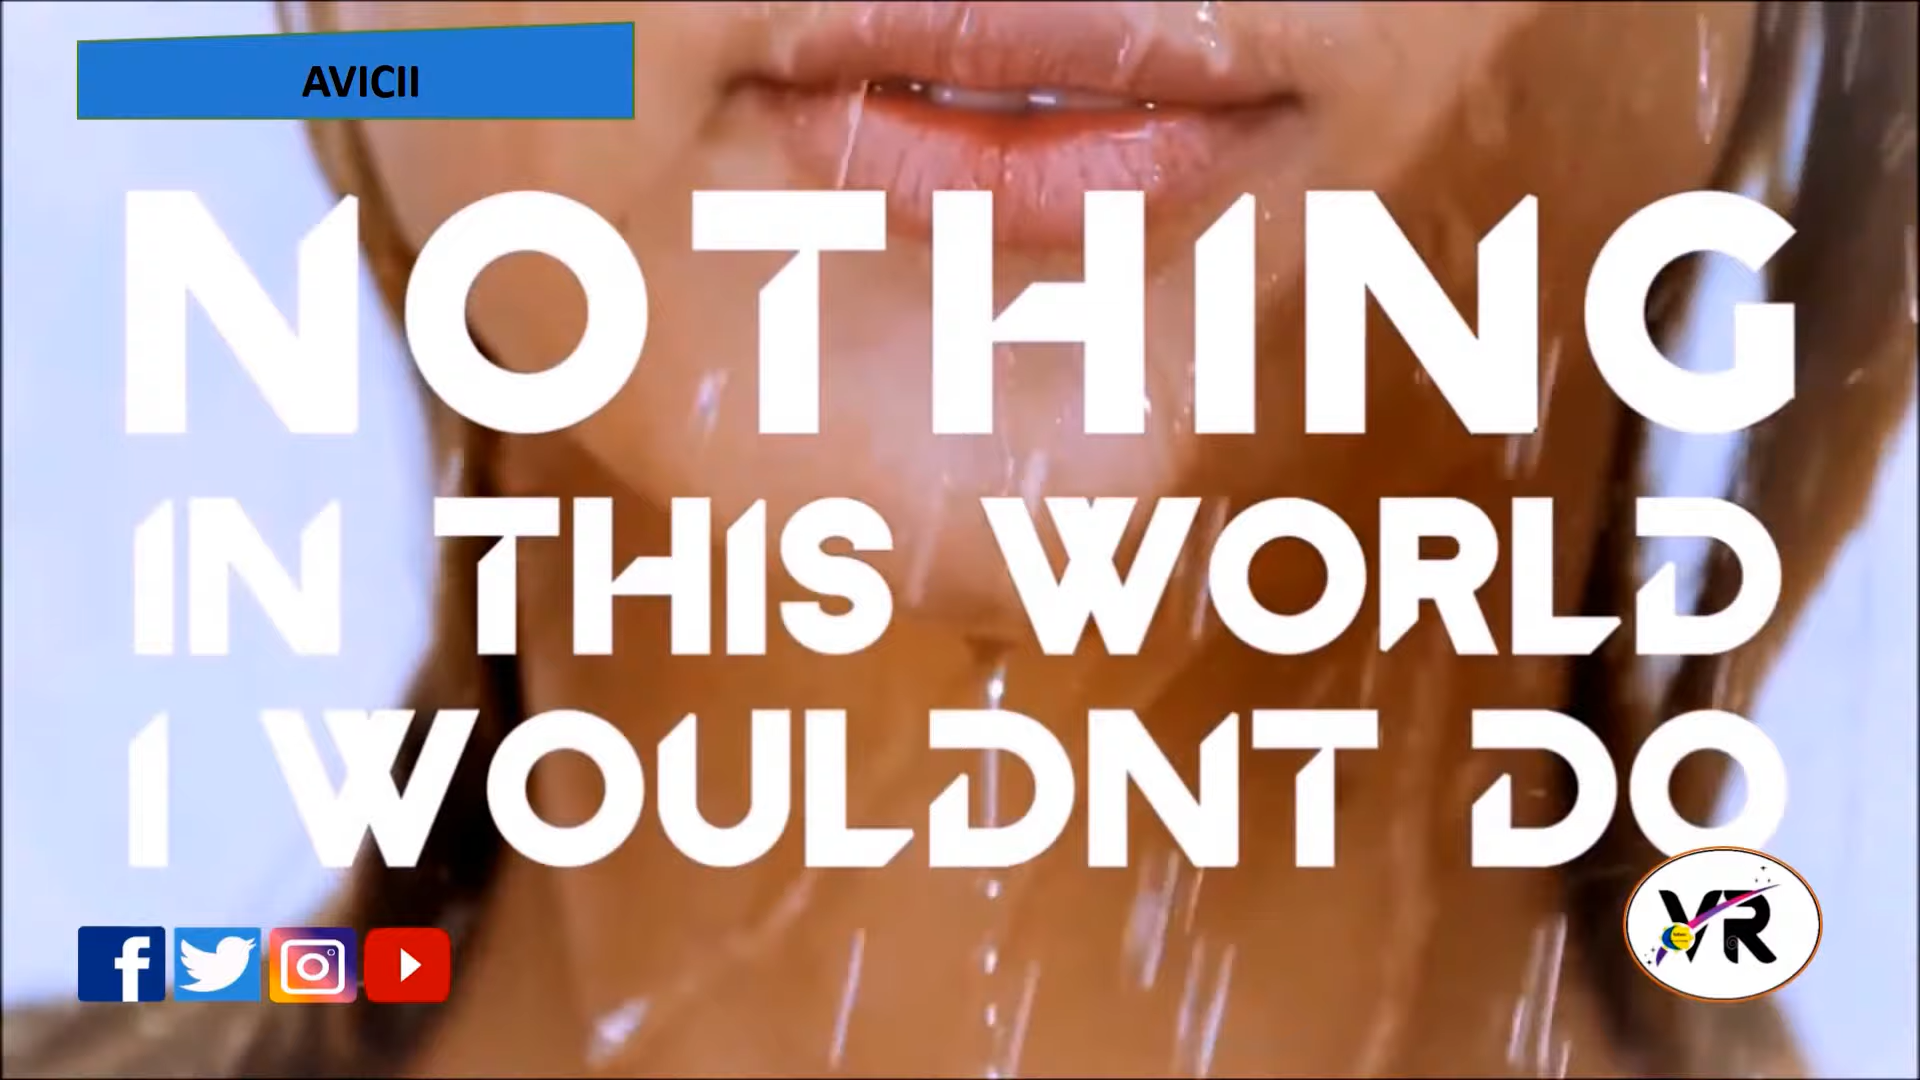 AVICII
NOTHING
IN THIS WORLD
I WOULDNT DO
VR